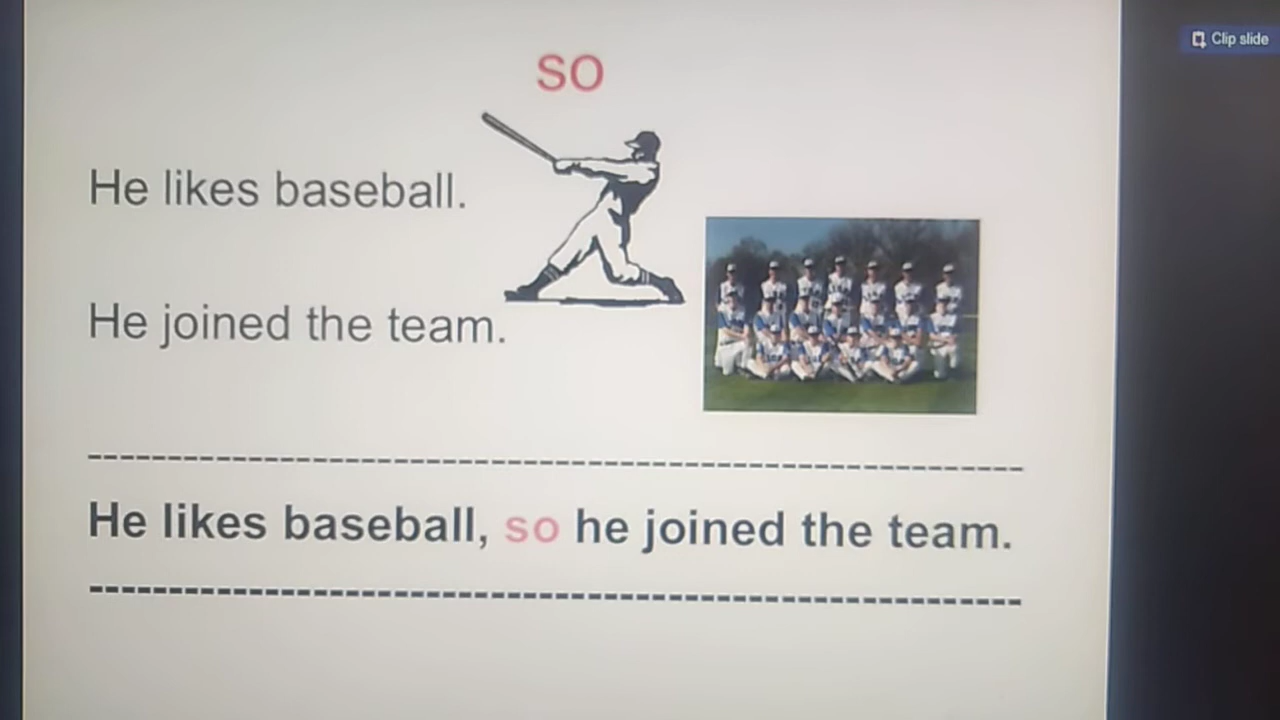 so
He likes baseball.
He joined the team.
He likes baseball, so he joined the team.
Clip slide